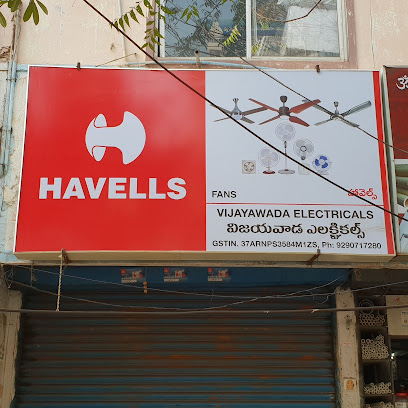 HAVELLS
FANS
హావెల్స్
VIJAYAWADA ELECTRICALS
విజయవాడ ఎలక్ట్రికల్స్
GSTIN. 37ARNPS3584M1ZS, Ph: 9290717280